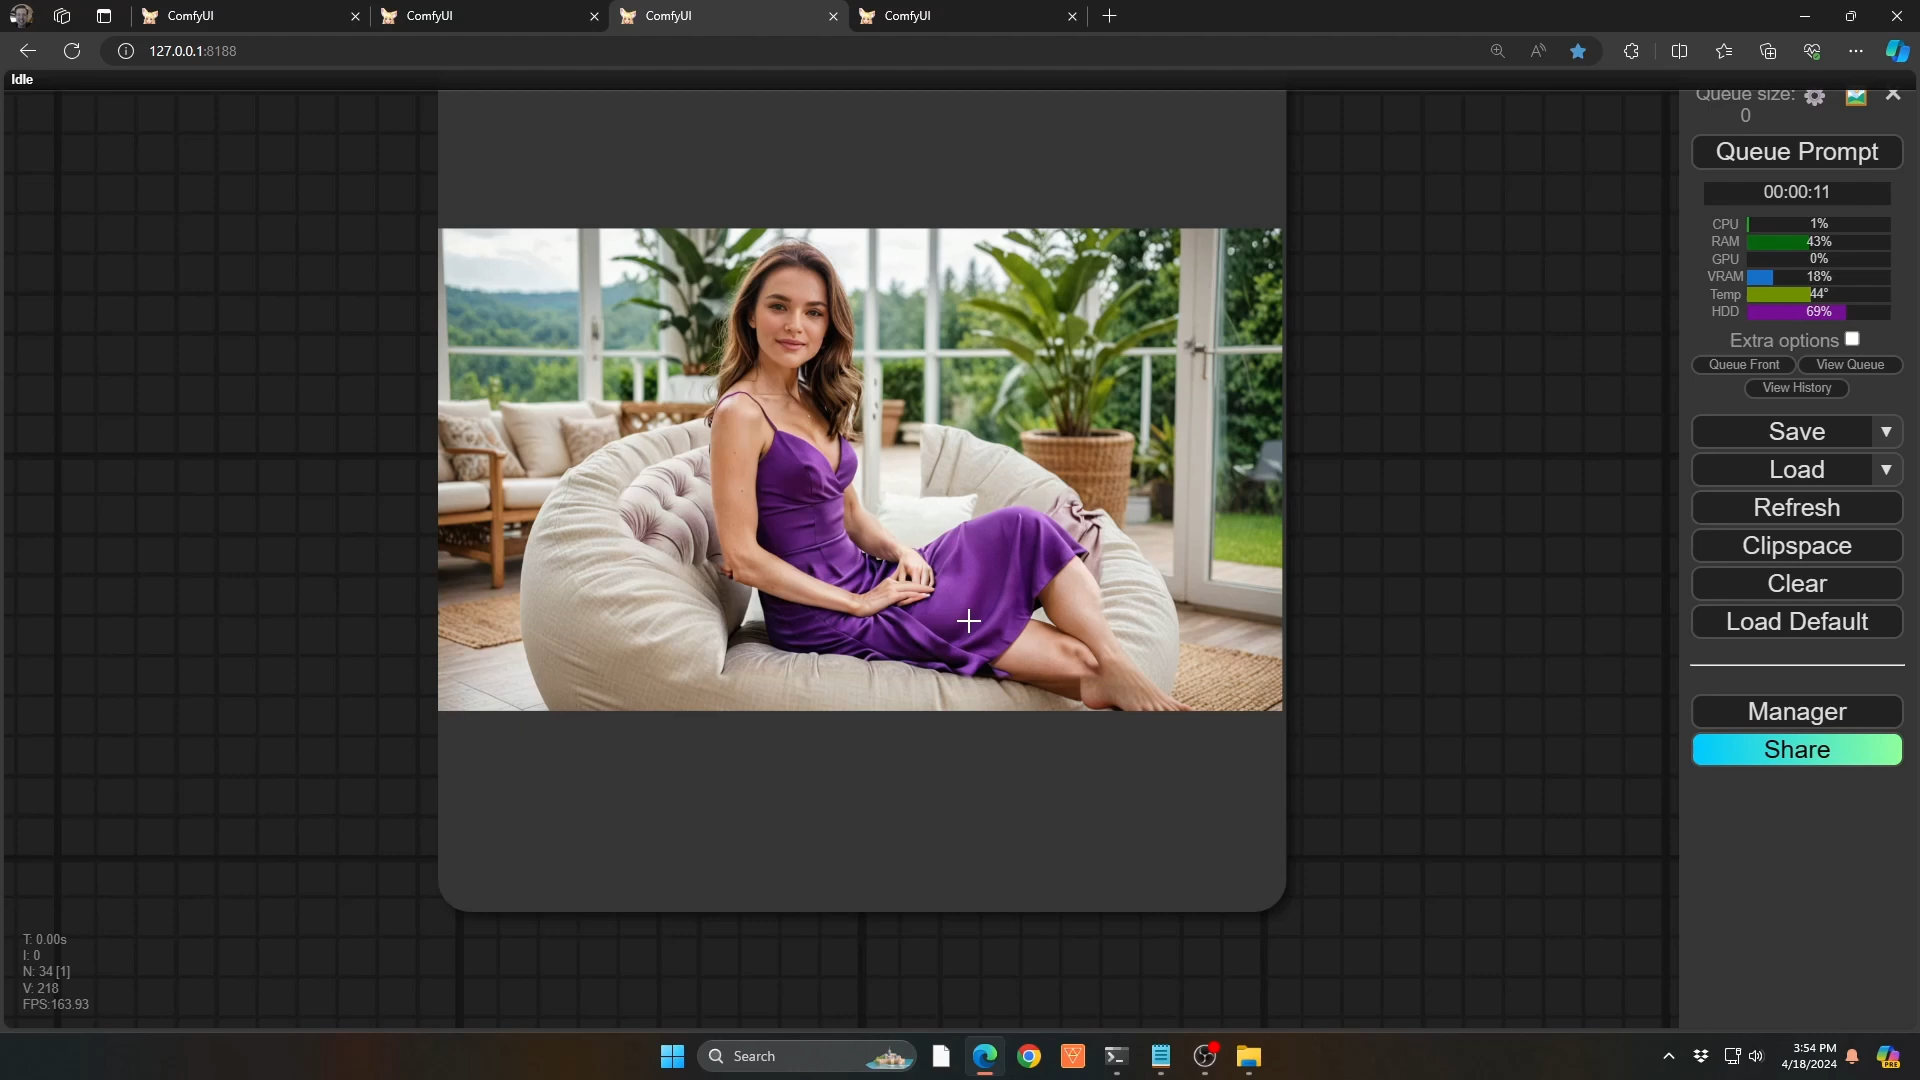 ComfyUI
ComfyUI
ComfyUI
ComfyUI
127.0.0.1:8188
Idle
Queue size:
0
Queue Prompt
00:00:11
CPU 1%
RAM 43%
GPU 0%
VRAM 18%
Temp 44°
HDD 69%
Extra options
Queue Front
View Queue
View History
Save
Load
Refresh
Clipspace
Clear
Load Default
Manager
Share
T: 0.00s
I: 0
N: 34 [1]
V: 218
FPS:163.93
Search
3:54 PM
4/18/2024
PRE